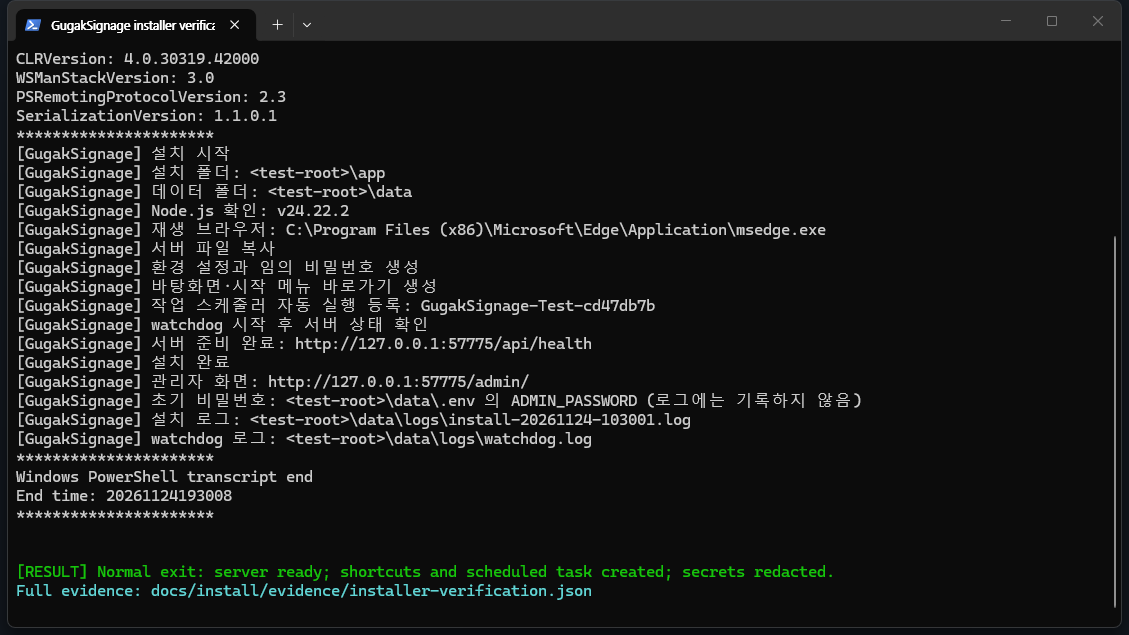 GugakSignage installer verifica
CLRVersion: 4.0.30319.42000
WSManStackVersion: 3.0
PSRemotingProtocolVersion: 2.3
SerializationVersion: 1.1.0.1
**********************
[GugakSignage] 설치 시작
[GugakSignage] 설치 폴더: <test-root>\app
[GugakSignage] 데이터 폴더: <test-root>\data
[GugakSignage] Node.js 확인: v24.22.2
[GugakSignage] 재생 브라우저: C:\Program Files (x86)\Microsoft\Edge\Application\msedge.exe
[GugakSignage] 서버 파일 복사
[GugakSignage] 환경 설정과 임의 비밀번호 생성
[GugakSignage] 바탕화면·시작 메뉴 바로가기 생성
[GugakSignage] 작업 스케줄러 자동 실행 등록: GugakSignage-Test-cd47db7b
[GugakSignage] watchdog 시작 후 서버 상태 확인
[GugakSignage] 서버 준비 완료: http://127.0.0.1:57775/api/health
[GugakSignage] 설치 완료
[GugakSignage] 관리자 화면: http://127.0.0.1:57775/admin/
[GugakSignage] 초기 비밀번호: <test-root>\data\.env 의 ADMIN_PASSWORD (로그에는 기록하지 않음)
[GugakSignage] 설치 로그: <test-root>\data\logs\install-20261124-103001.log
[GugakSignage] watchdog 로그: <test-root>\data\logs\watchdog.log
**********************
Windows PowerShell transcript end
End time: 20261124193008
**********************
[RESULT] Normal exit: server ready; shortcuts and scheduled task created; secrets redacted.
Full evidence: docs/install/evidence/installer-verification.json